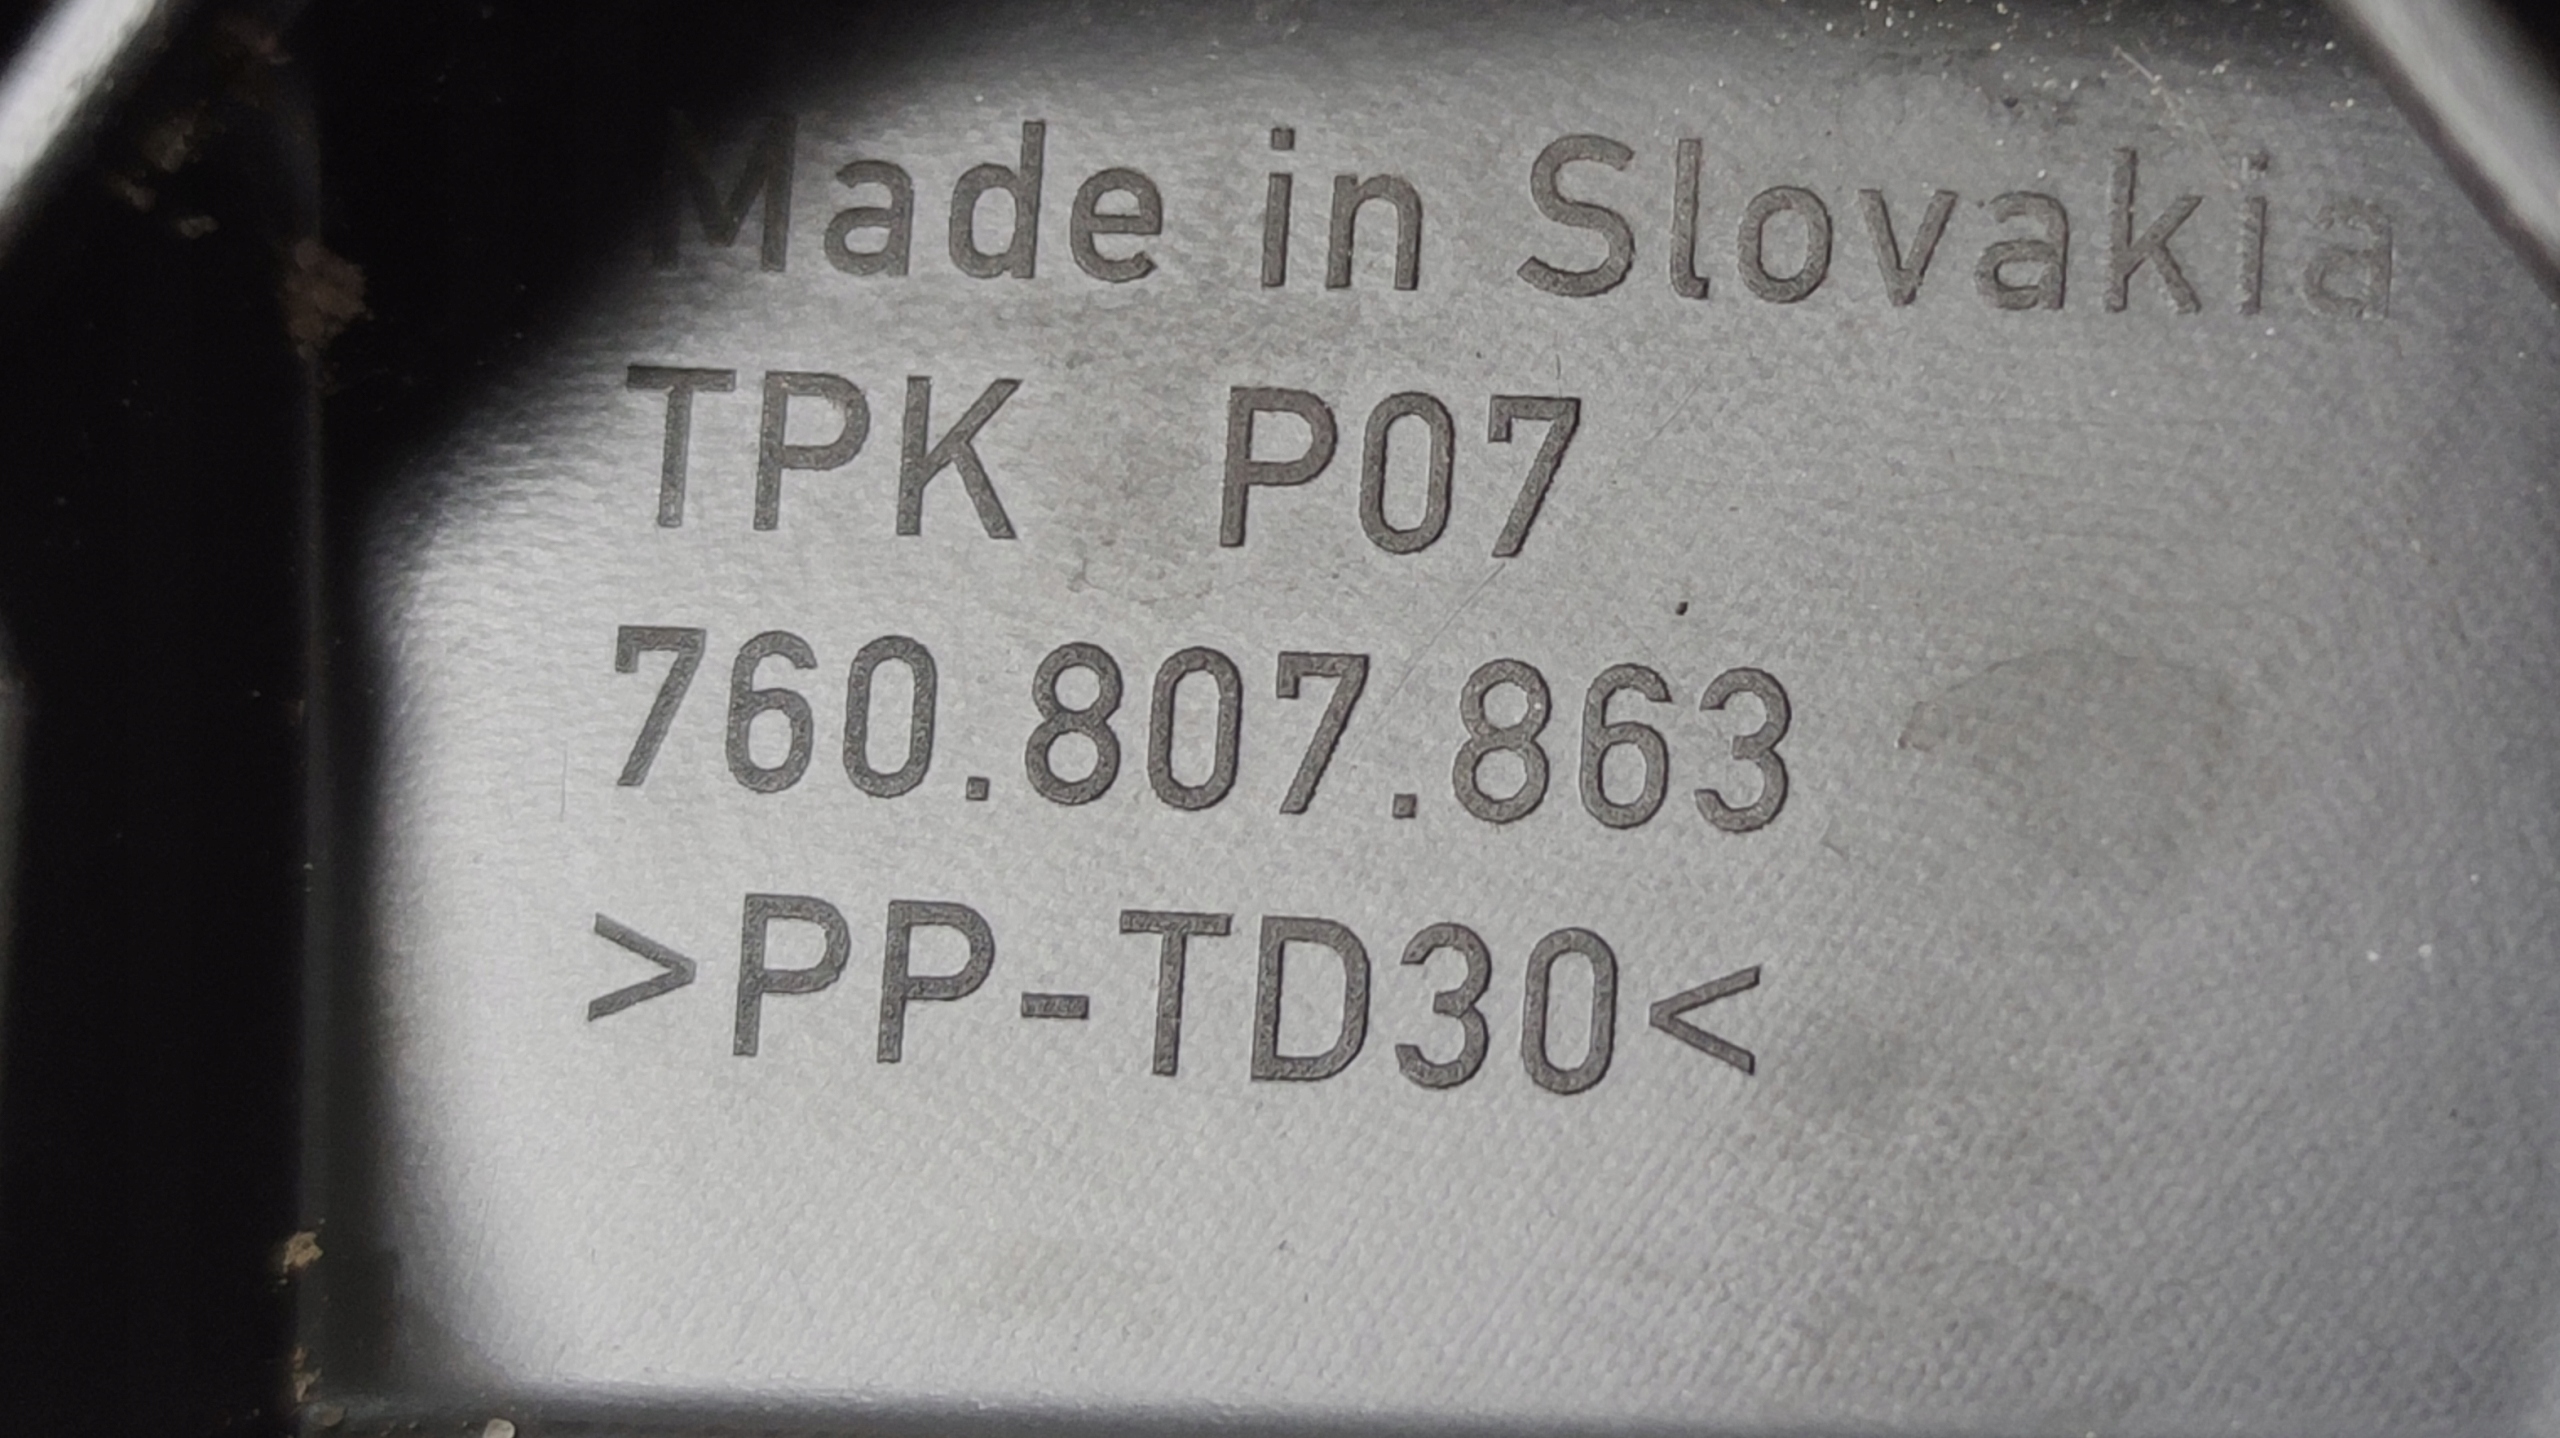 Made in Slovakia
TPK P07
760.807.863
>PP-TD30<